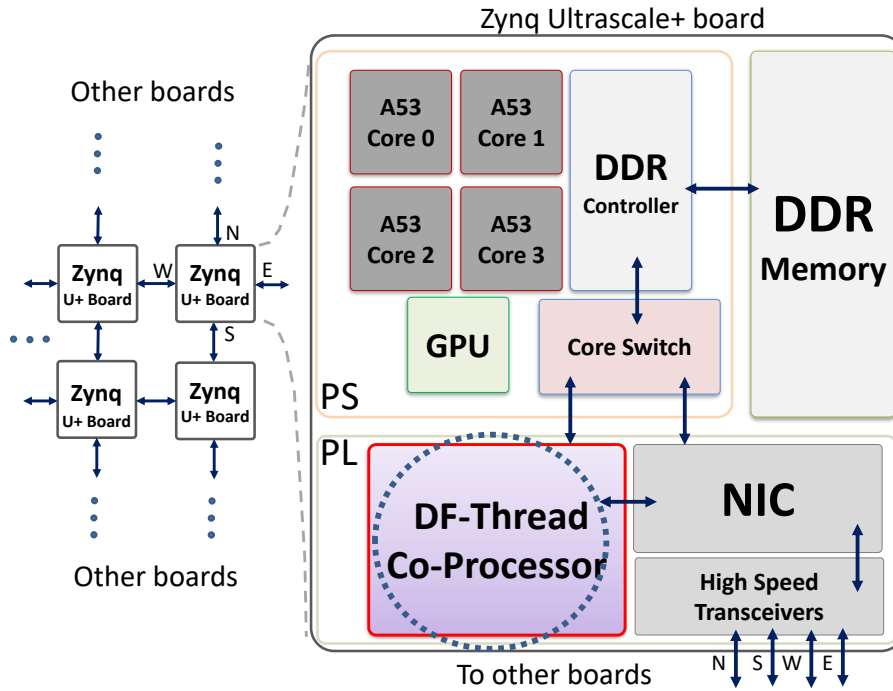 Zynq Ultrascale+ board
Other boards
N
W
E
S
Zynq
U+ Board
Zynq
U+ Board
Zynq
U+ Board
Zynq
U+ Board
Other boards
A53
Core 0
A53
Core 1
A53
Core 2
A53
Core 3
DDR
Controller
DDR
Memory
GPU
Core Switch
PS
PL
DF-Thread
Co-Processor
NIC
High Speed
Transceivers
To other boards
N S W E